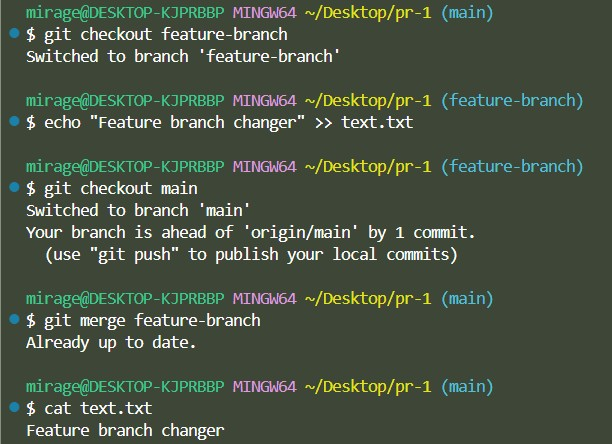 mirage@DESKTOP-KJPRBBP MINGW64 ~/Desktop/pr-1 (main)
$ git checkout feature-branch
Switched to branch 'feature-branch'
mirage@DESKTOP-KJPRBBP MINGW64 ~/Desktop/pr-1 (feature-branch)
$ echo "Feature branch changer" >> text.txt
mirage@DESKTOP-KJPRBBP MINGW64 ~/Desktop/pr-1 (feature-branch)
$ git checkout main
Switched to branch 'main'
Your branch is ahead of 'origin/main' by 1 commit.
  (use "git push" to publish your local commits)
mirage@DESKTOP-KJPRBBP MINGW64 ~/Desktop/pr-1 (main)
$ git merge feature-branch
Already up to date.
mirage@DESKTOP-KJPRBBP MINGW64 ~/Desktop/pr-1 (main)
$ cat text.txt
Feature branch changer